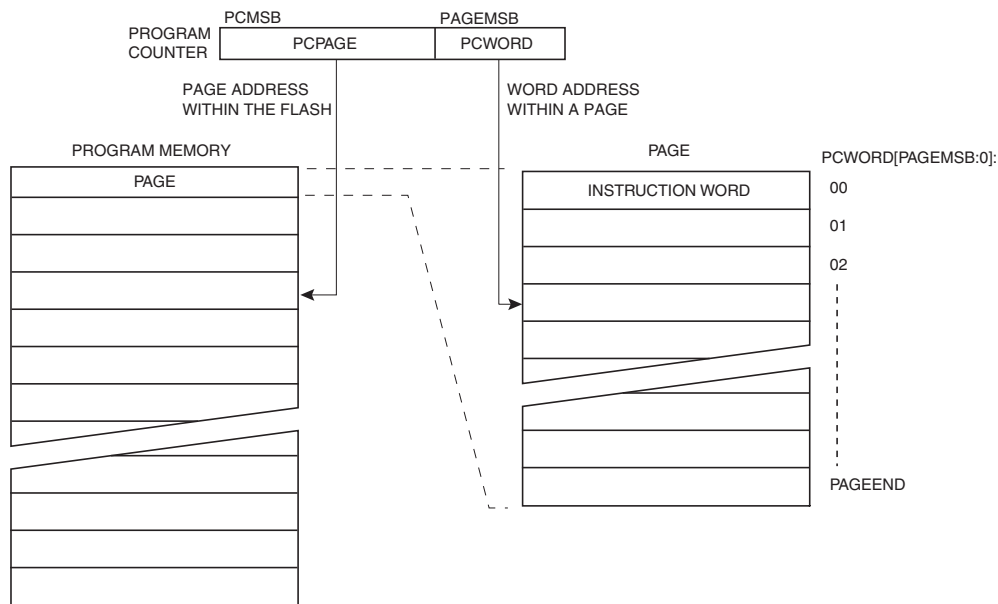 PCMSB
PAGEMSB
PROGRAM
COUNTER
PCPAGE
PCWORD
PAGE ADDRESS
WITHIN THE FLASH
WORD ADDRESS
WITHIN A PAGE
PROGRAM MEMORY
PAGE
PAGE
INSTRUCTION WORD
PCWORD[PAGEMSB:0]:
00
01
02
PAGEEND